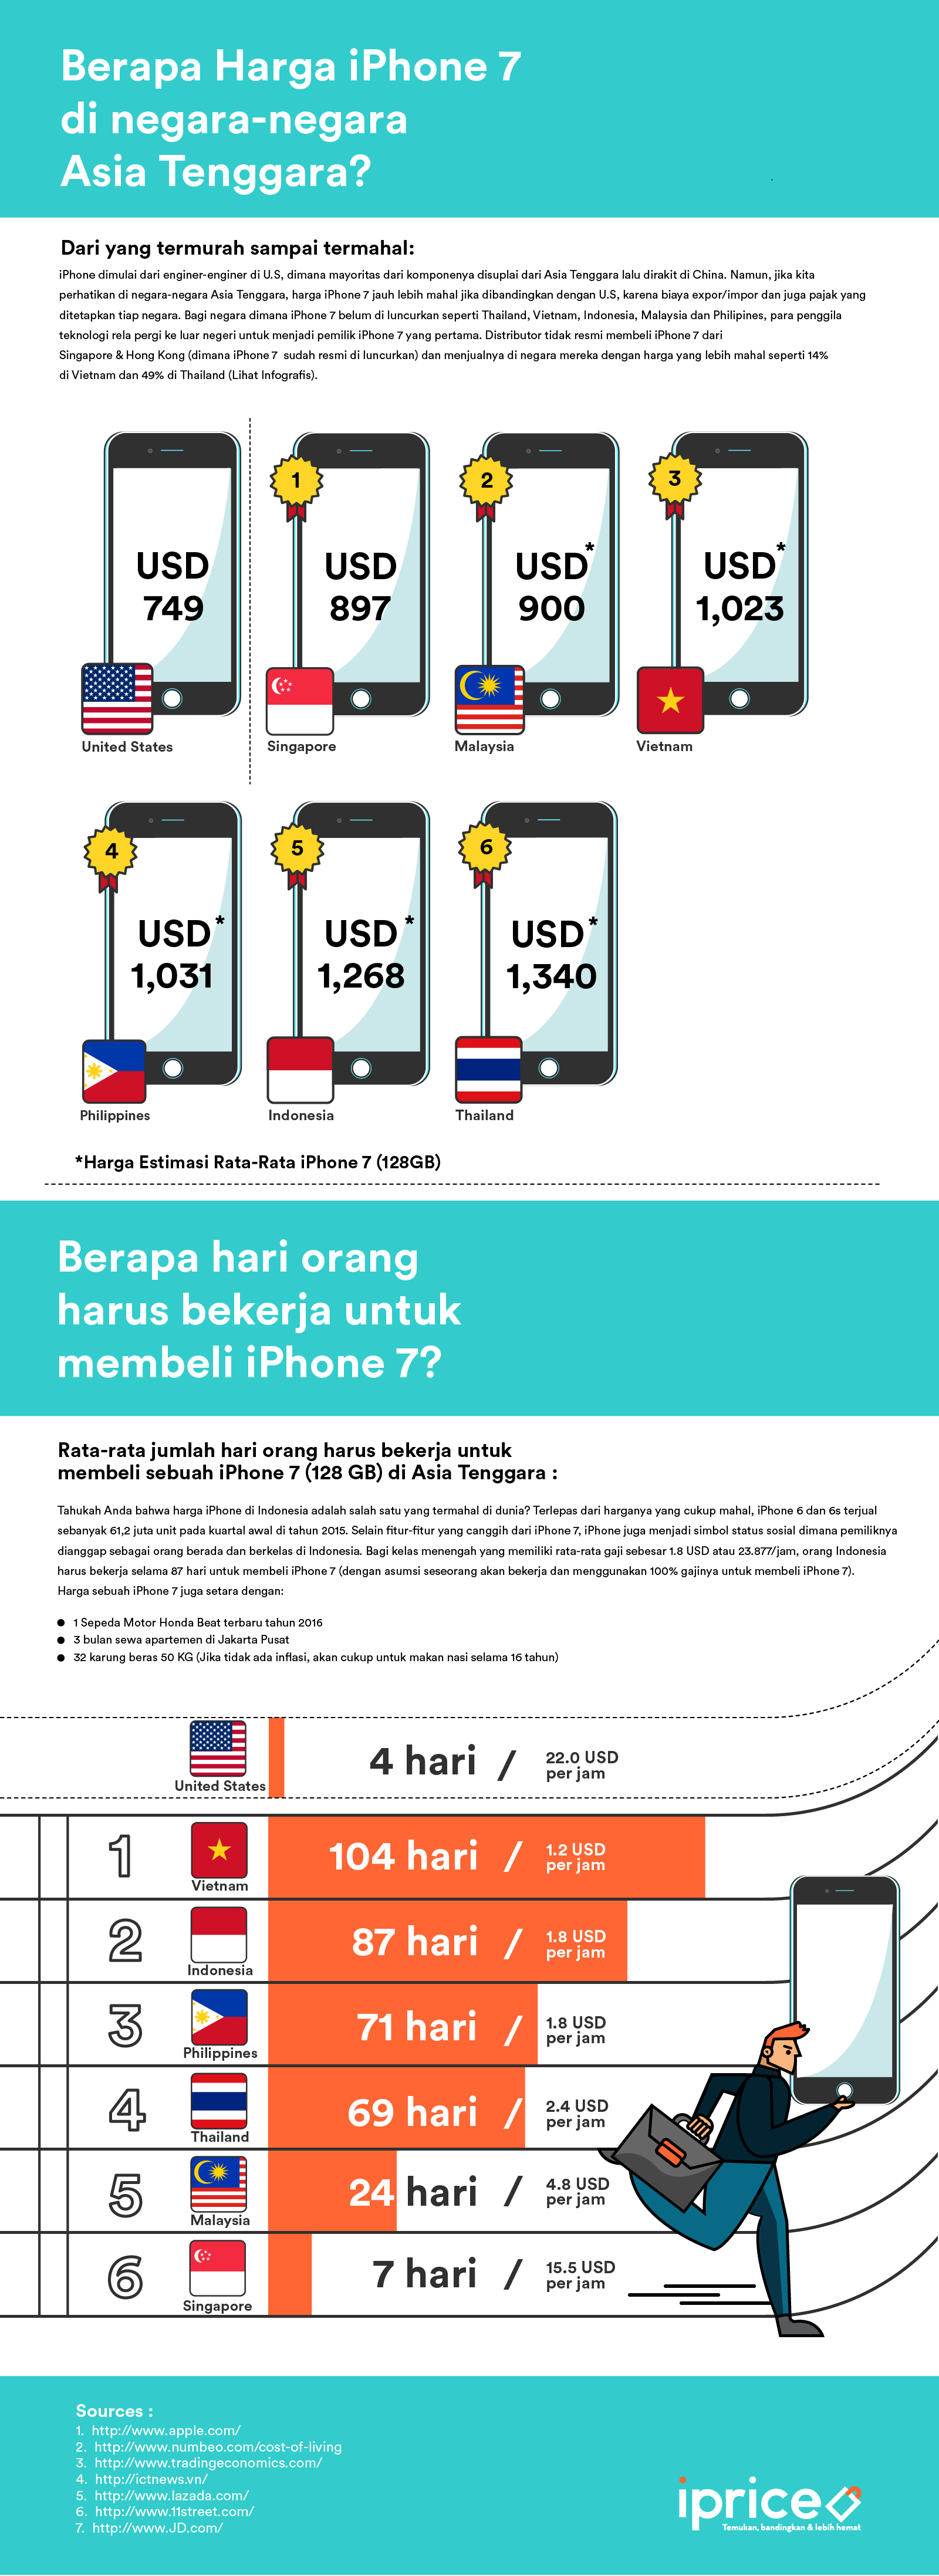 Berapa Harga iPhone 7
di negara-negara
Asia Tenggara?
Dari yang termurah sampai termahal:
iPhone dimulai dari enginer-enginer di U.S, dimana mayoritas dari komponenya disuplai dari Asia Tenggara lalu dirakit di China. Namun, jika kita
perhatikan di negara-negara Asia Tenggara, harga iPhone 7 jauh lebih mahal jika dibandingkan dengan U.S, karena biaya expor/impor dan juga pajak yang
ditetapkan tiap negara. Bagi negara dimana iPhone 7 belum di luncurkan seperti Thailand, Vietnam, Indonesia, Malaysia dan Philipines, para penggila
teknologi rela pergi ke luar negeri untuk menjadi pemilik iPhone 7 yang pertama. Distributor tidak resmi membeli iPhone 7 dari
Singapore & Hong Kong (dimana iPhone 7 sudah resmi di luncurkan) dan menjualnya di negara mereka dengan harga yang lebih mahal seperti 14%
di Vietnam dan 49% di Thailand (Lihat Infografis).
USD
749
United States
1
USD
897
Singapore
2
USD*
900
Malaysia
3
USD*
1,023
Vietnam
4
USD*
1,031
Philippines
5
USD*
1,268
Indonesia
6
USD*
1,340
Thailand
*Harga Estimasi Rata-Rata iPhone 7 (128GB)
Berapa hari orang
harus bekerja untuk
membeli iPhone 7?
Rata-rata jumlah hari orang harus bekerja untuk
membeli sebuah iPhone 7 (128 GB) di Asia Tenggara :
Tahukah Anda bahwa harga iPhone di Indonesia adalah salah satu yang termahal di dunia? Terlepas dari harganya yang cukup mahal, iPhone 6 dan 6s terjual
sebanyak 61,2 juta unit pada kuartal awal di tahun 2015. Selain fitur-fitur yang canggih dari iPhone 7, iPhone juga menjadi simbol status sosial dimana pemiliknya
dianggap sebagai orang berada dan berkelas di Indonesia. Bagi kelas menengah yang memiliki rata-rata gaji sebesar 1.8 USD atau 23.877/jam, orang Indonesia
harus bekerja selama 87 hari untuk membeli iPhone 7 (dengan asumsi seseorang akan bekerja dan menggunakan 100% gajinya untuk membeli iPhone 7).
Harga sebuah iPhone 7 juga setara dengan:
● 1 Sepeda Motor Honda Beat terbaru tahun 2016
● 3 bulan sewa apartemen di Jakarta Pusat
● 32 karung beras 50 KG (Jika tidak ada inflasi, akan cukup untuk makan nasi selama 16 tahun)
United States
4 hari / 22.0 USD
per jam
1
Vietnam
104 hari / 1.2 USD
per jam
2
Indonesia
87 hari / 1.8 USD
per jam
3
Philippines
71 hari / 1.8 USD
per jam
4
Thailand
69 hari / 2.4 USD
per jam
5
Malaysia
24 hari / 4.8 USD
per jam
6
Singapore
7 hari / 15.5 USD
per jam
Sources :
1. http://www.apple.com/
2. http://www.numbeo.com/cost-of-living
3. http://www.tradingeconomics.com/
4. http://ictnews.vn/
5. http://www.lazada.com/
6. http://www.11street.com/
7. http://www.JD.com/
iprice
Temukan, bandingkan & lebih hemat